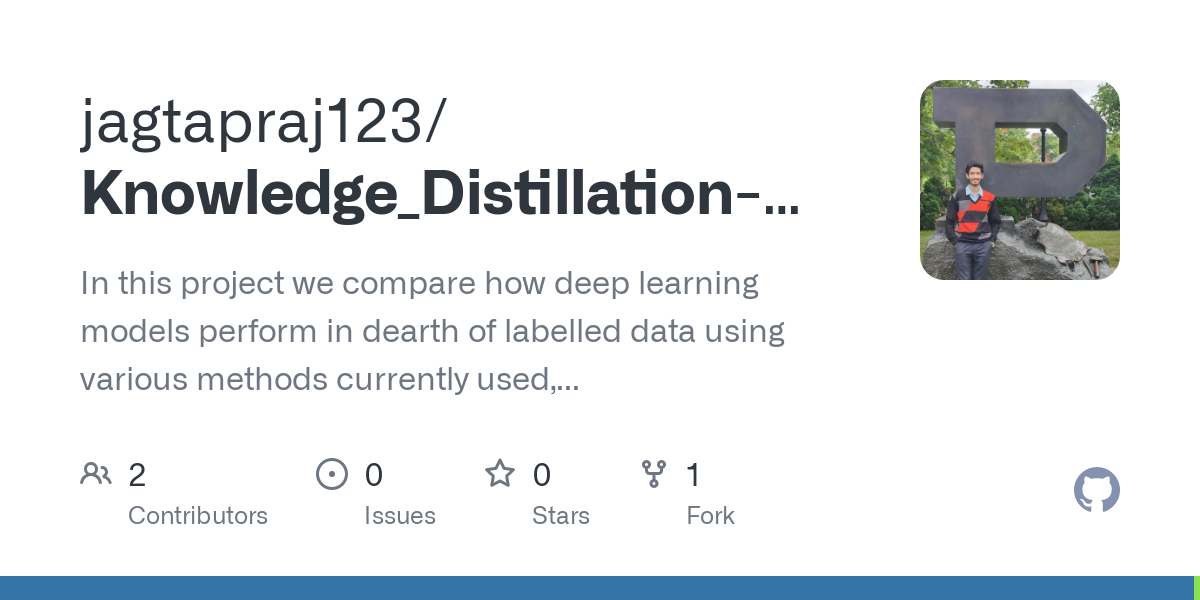 jagtapraj123/
Knowledge_Distillation-...
In this project we compare how deep learning
models perform in dearth of labelled data using
various methods currently used,...
2
Contributors
0
Issues
0
Stars
1
Fork